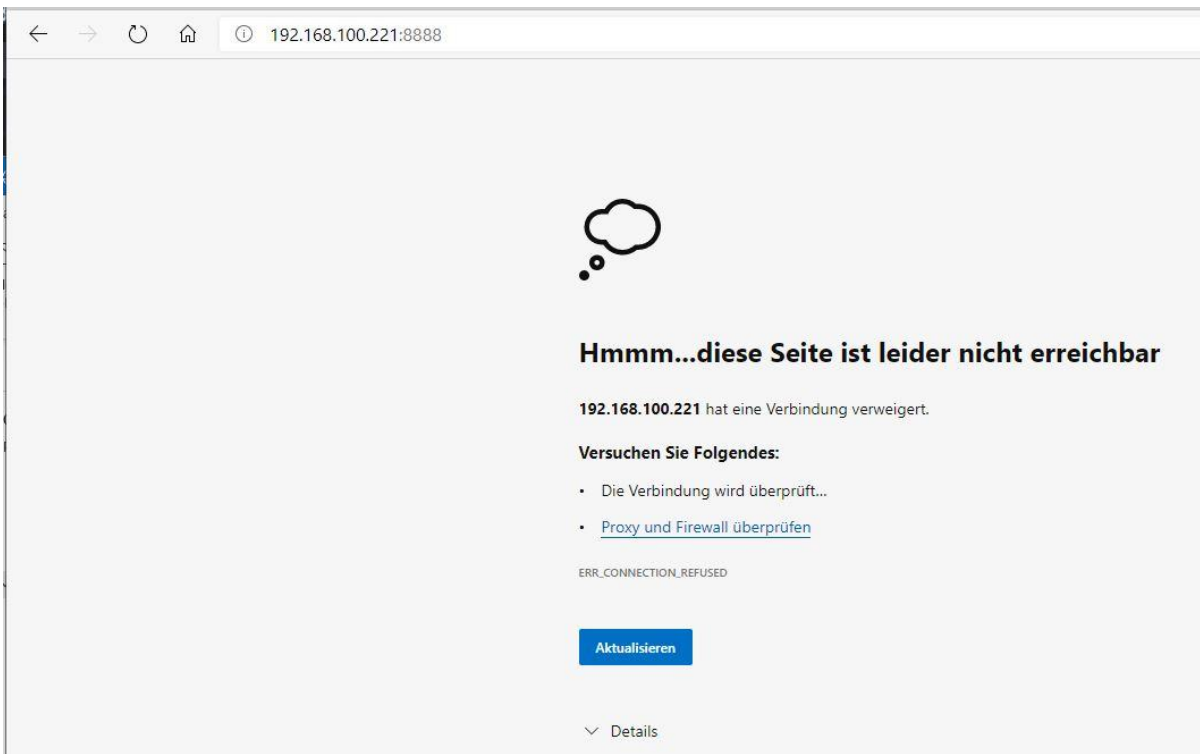 192.168.100.221:8888
Hmmm...diese Seite ist leider nicht erreichbar
192.168.100.221 hat eine Verbindung verweigert.
Versuchen Sie Folgendes:
• Die Verbindung wird überprüft...
• Proxy und Firewall überprüfen
ERR_CONNECTION_REFUSED
Aktualisieren
Details